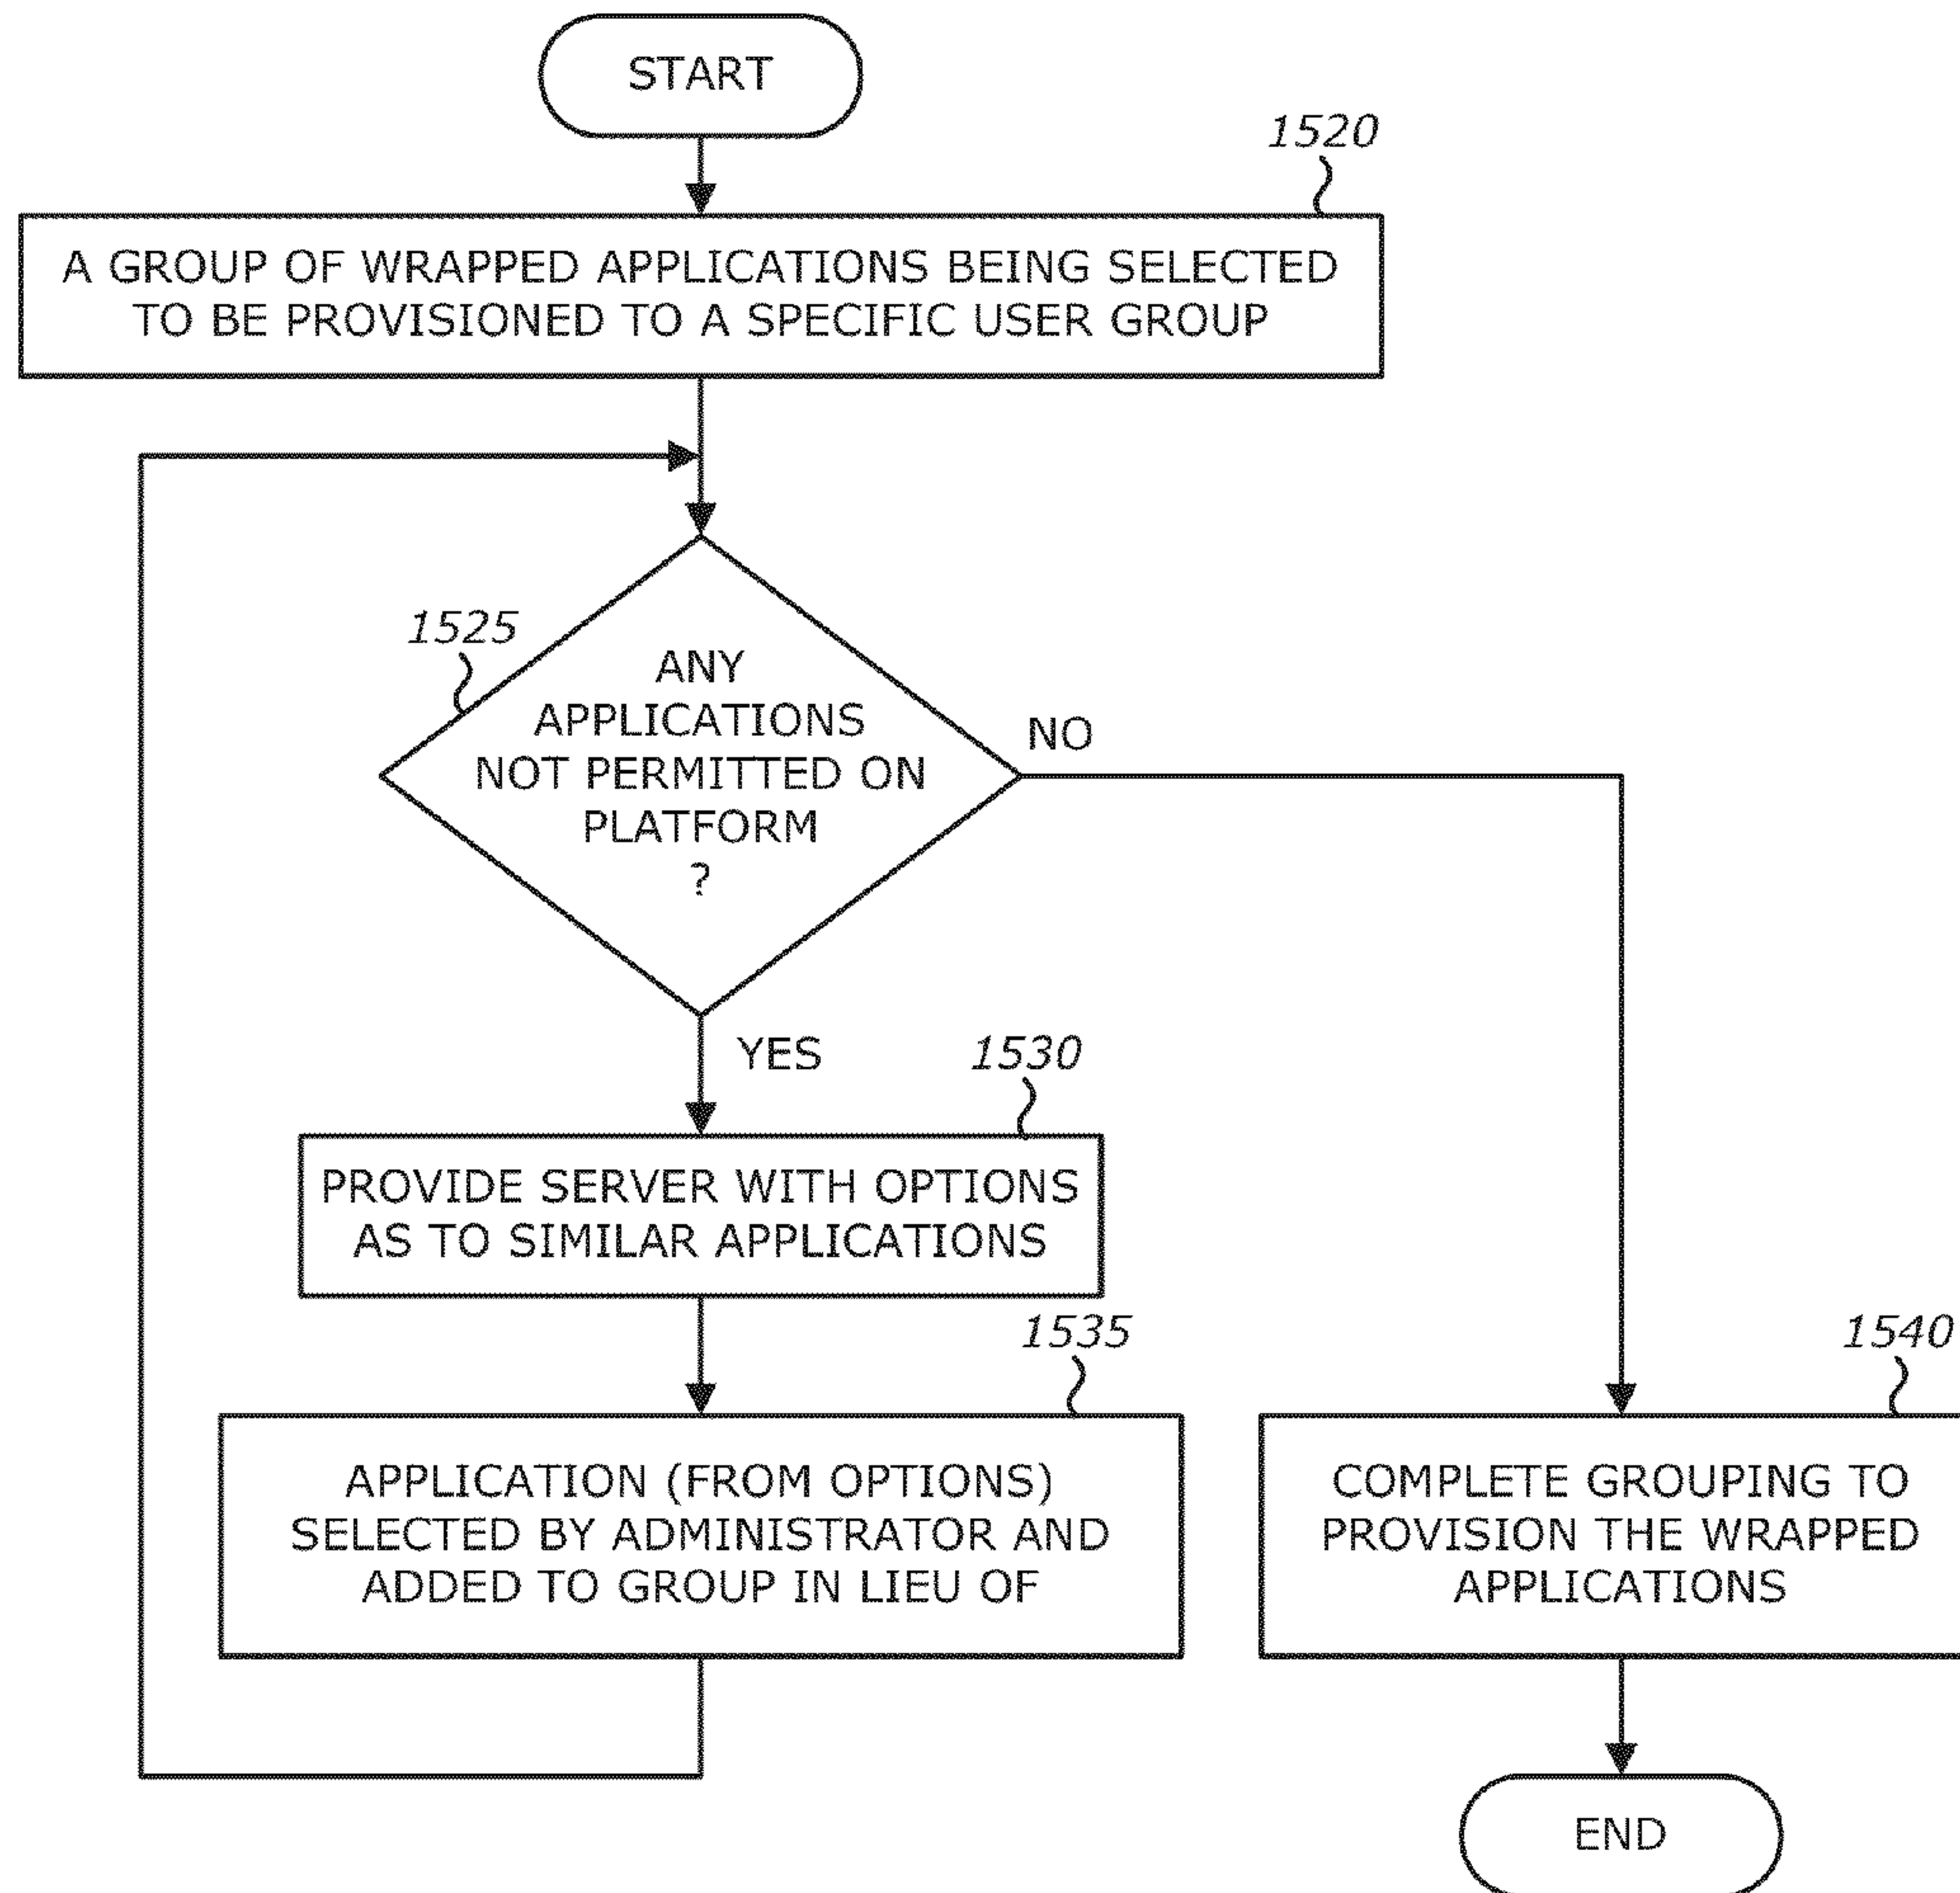 START
1520
A GROUP OF WRAPPED APPLICATIONS BEING SELECTED
TO BE PROVISIONED TO A SPECIFIC USER GROUP
1525
ANY
APPLICATIONS
NOT PERMITTED ON
PLATFORM
?
NO
YES
1530
PROVIDE SERVER WITH OPTIONS
AS TO SIMILAR APPLICATIONS
1535
APPLICATION (FROM OPTIONS)
SELECTED BY ADMINISTRATOR AND
ADDED TO GROUP IN LIEU OF
1540
COMPLETE GROUPING TO
PROVISION THE WRAPPED
APPLICATIONS
END